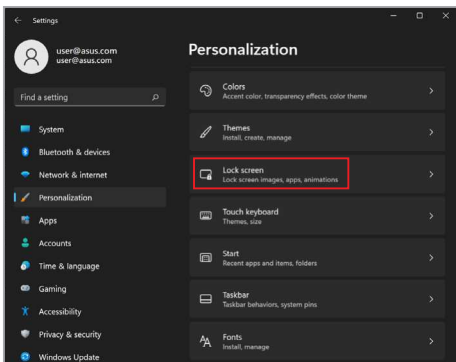 Settings
user@asus.com
user@asus.com
Find a setting
System
Bluetooth & devices
Network & internet
Personalization
Apps
Accounts
Time & language
Gaming
Accessibility
Privacy & security
Windows Update
Personalization
Colors
Accent color, transparency effects, color theme
Themes
Install, create, manage
Lock screen
Lock screen images, apps, animations
Touch keyboard
Themes, size
Start
Recent apps and items, folders
Taskbar
Taskbar behaviors, system pins
Fonts
Install, manage